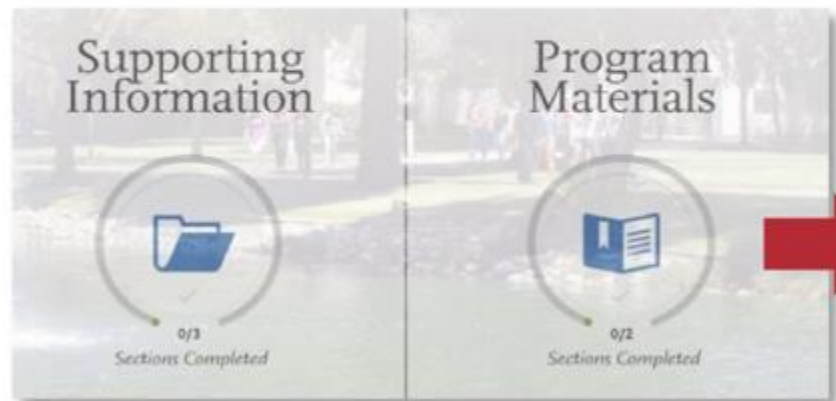 Supporting
Information
0/3
Sections Completed
Program
Materials
0/2
Sections Completed